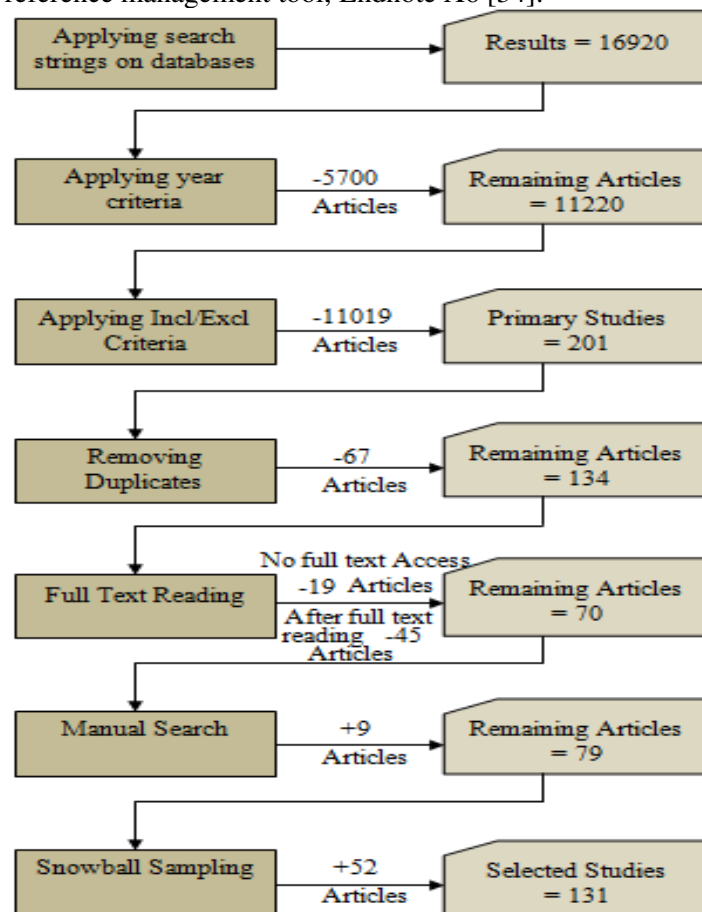 reference management tool, Endnote X8 [54].
Applying search
strings on databases
Results = 16920
Applying year
criteria
-5700
Articles
Remaining Articles
= 11220
Applying Incl/Excl
Criteria
-11019
Articles
Primary Studies
= 201
Removing
Duplicates
-67
Articles
Remaining Articles
= 134
Full Text Reading
No full text Access
-19 Articles
After full text
reading -45
Articles
Remaining Articles
= 70
Manual Search
+9
Articles
Remaining Articles
= 79
Snowball Sampling
+52
Articles
Selected Studies
= 131